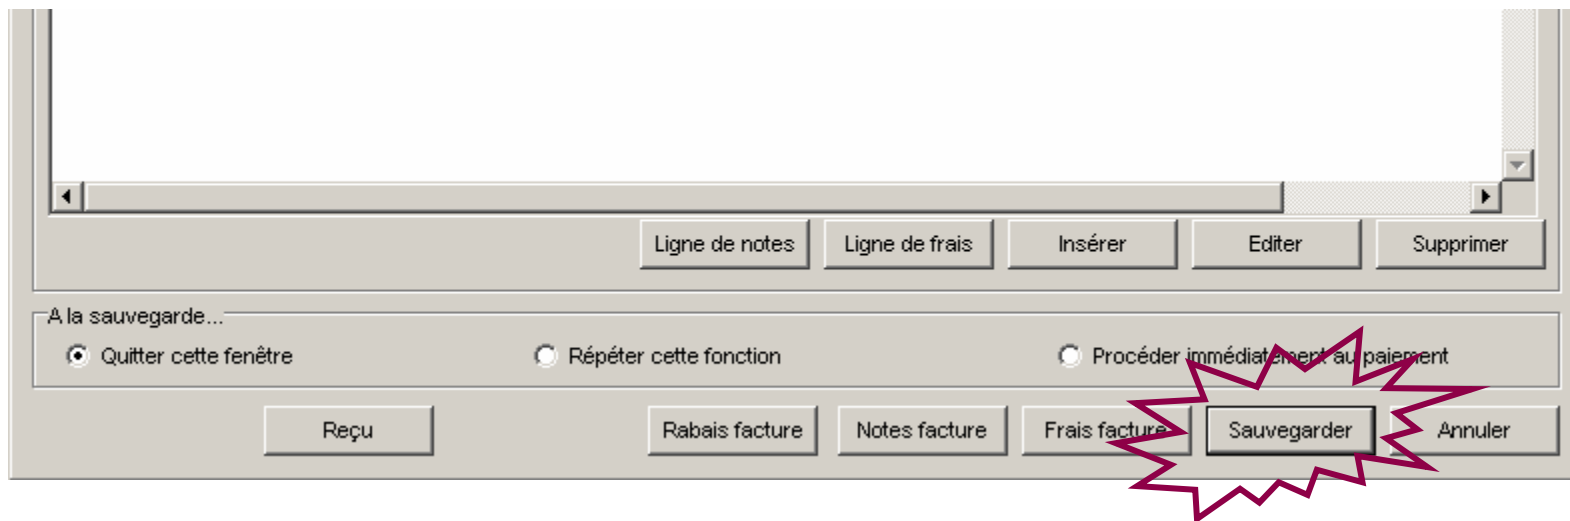 Ligne de notes Ligne de frais Insérer Editer Supprimer
A la sauvegarde...
Quitter cette fenêtre Répéter cette fonction Procéder immédiatement au paiement
Reçu Rabais facture Notes facture Frais facture Sauvegarder Annuler